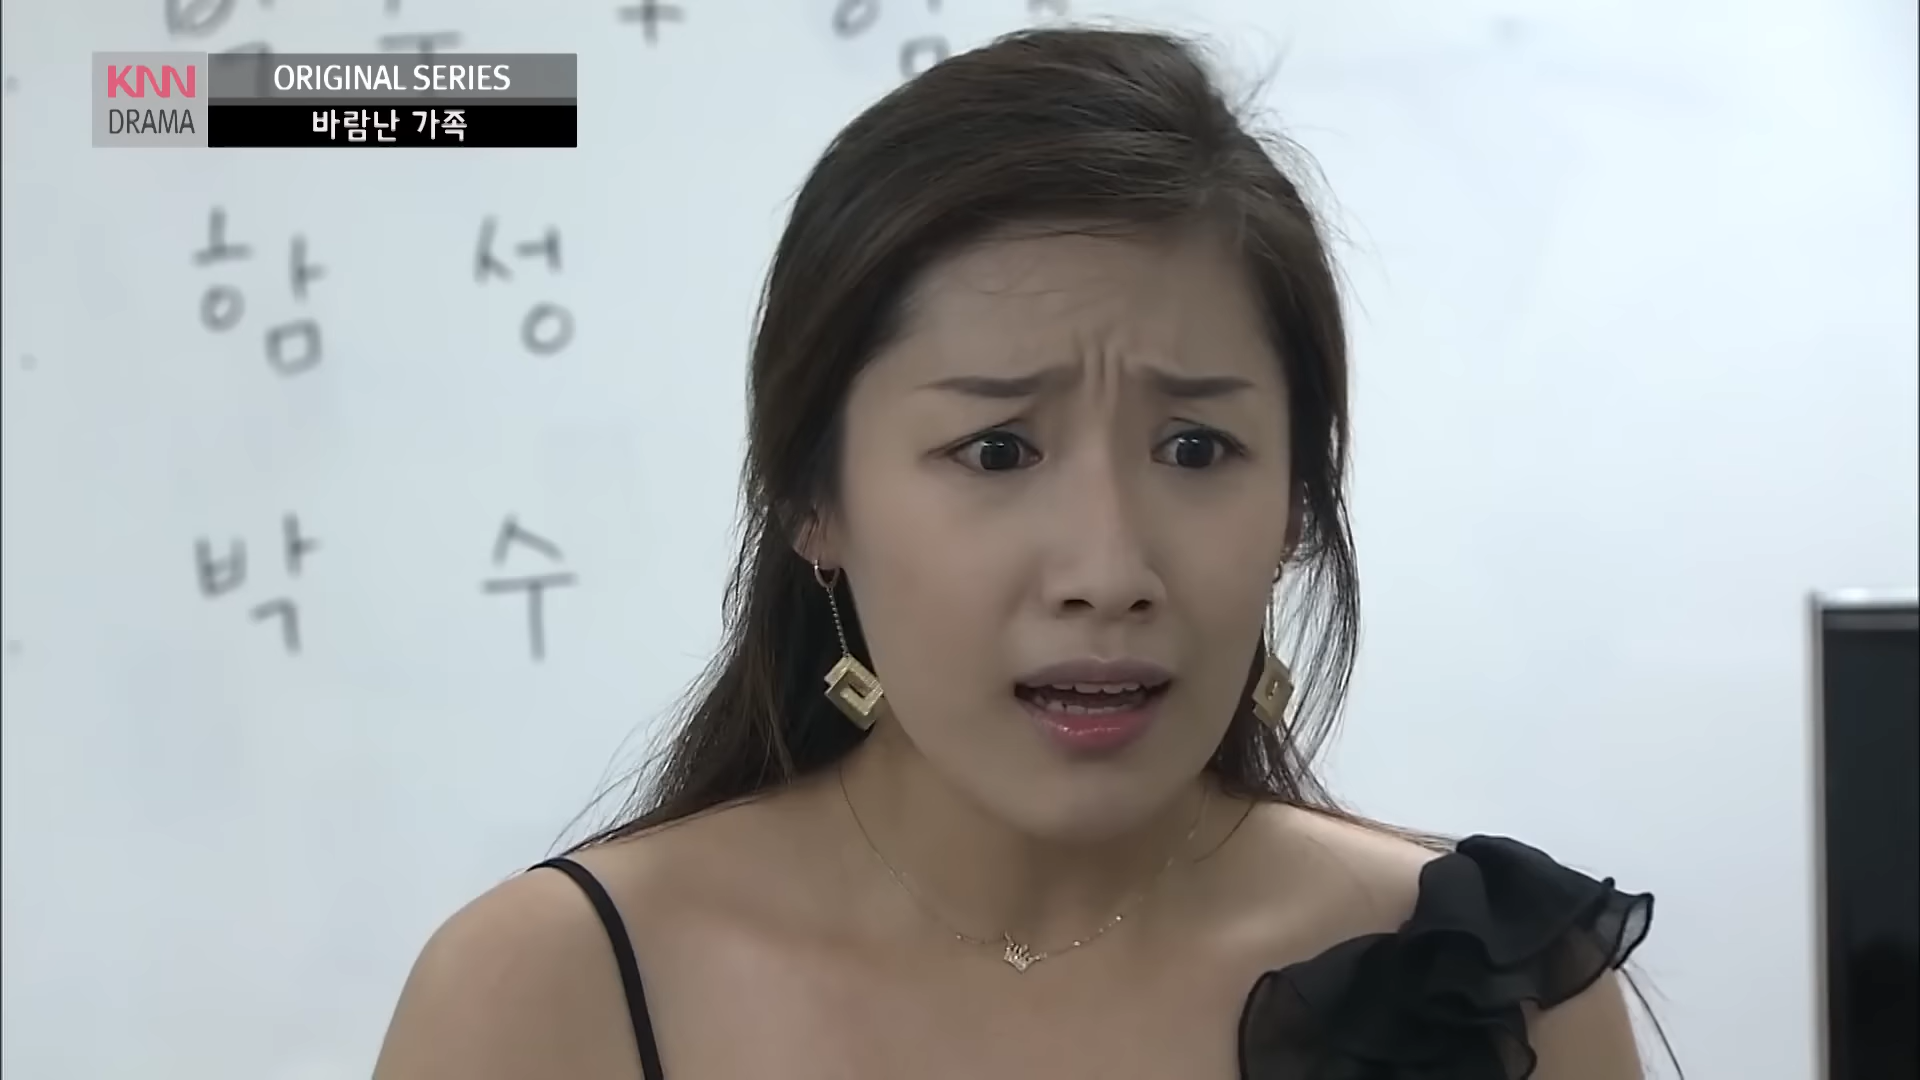 KNN
DRAMA
ORIGINAL SERIES
바람난 가족
함 성
박 수